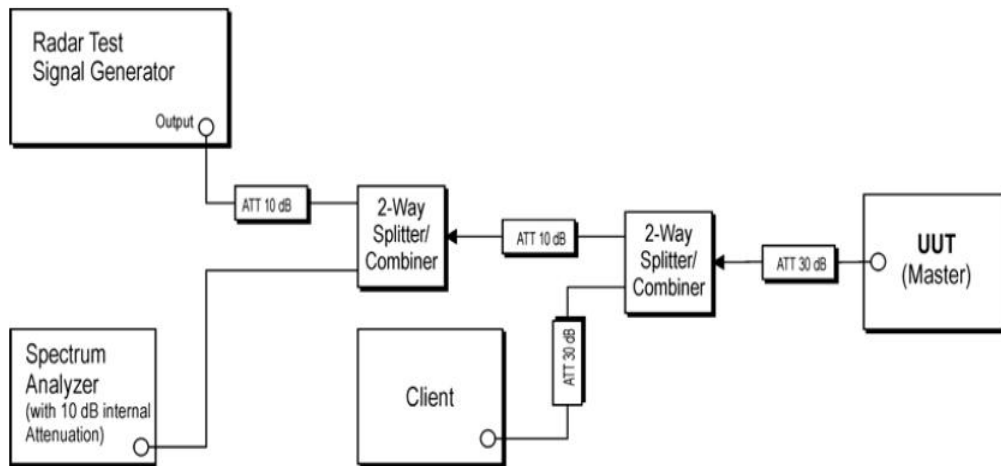 Radar Test
Signal Generator
Output
ATT 10 dB
2-Way
Splitter/
Combiner
ATT 10 dB
2-Way
Splitter/
Combiner
ATT 30 dB
UUT
(Master)
Spectrum
Analyzer
(with 10 dB internal
Attenuation)
Client
ATT 30 dB